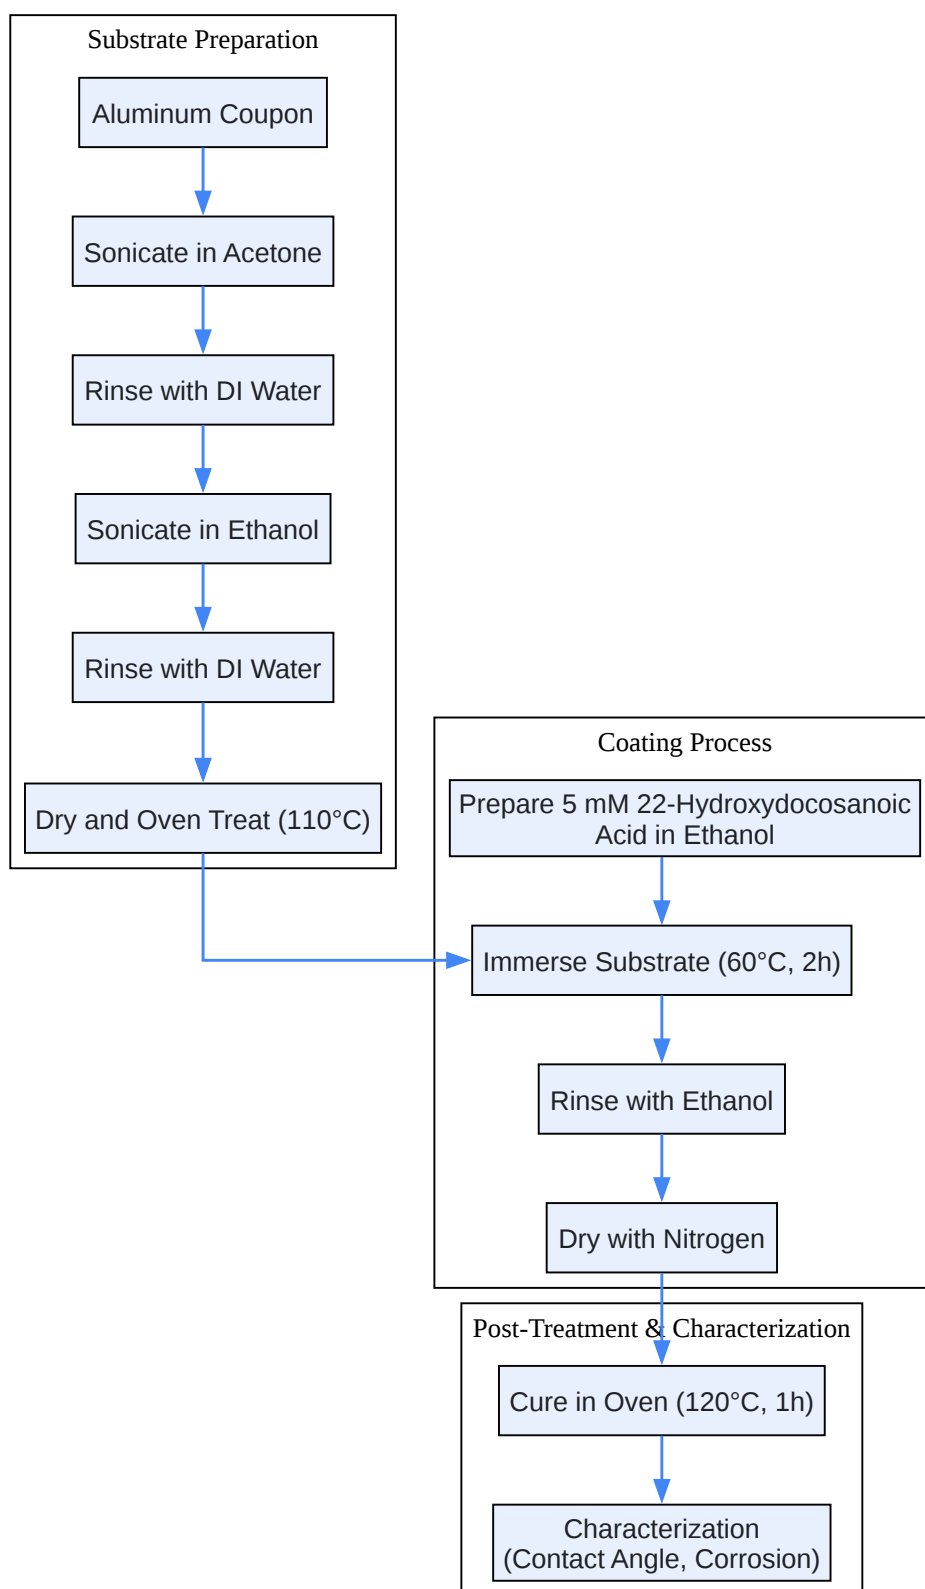 Substrate Preparation
Aluminum Coupon
Sonicate in Acetone
Rinse with DI Water
Sonicate in Ethanol
Rinse with DI Water
Dry and Oven Treat (110°C)
Coating Process
Prepare 5 mM 22-Hydroxydocosanoic
Acid in Ethanol
Immerse Substrate (60°C, 2h)
Rinse with Ethanol
Dry with Nitrogen
Post-Treatment & Characterization
Cure in Oven (120°C, 1h)
Characterization
(Contact Angle, Corrosion)